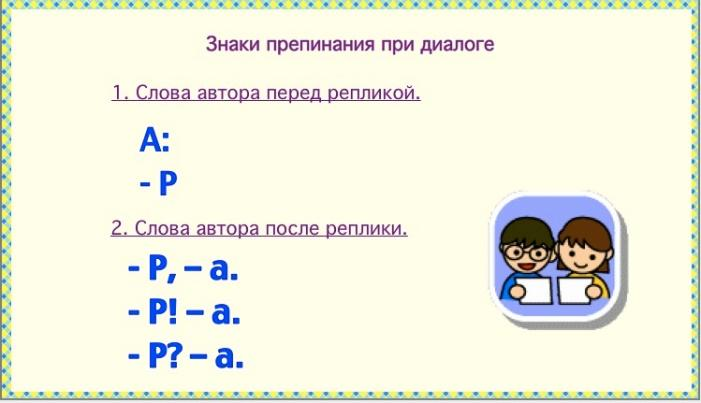 Знаки препинания при диалоге
1. Слова автора перед репликой.
А:
- Р
2. Слова автора после реплики.
- Р, – а.
- Р! – а.
- Р? – а.